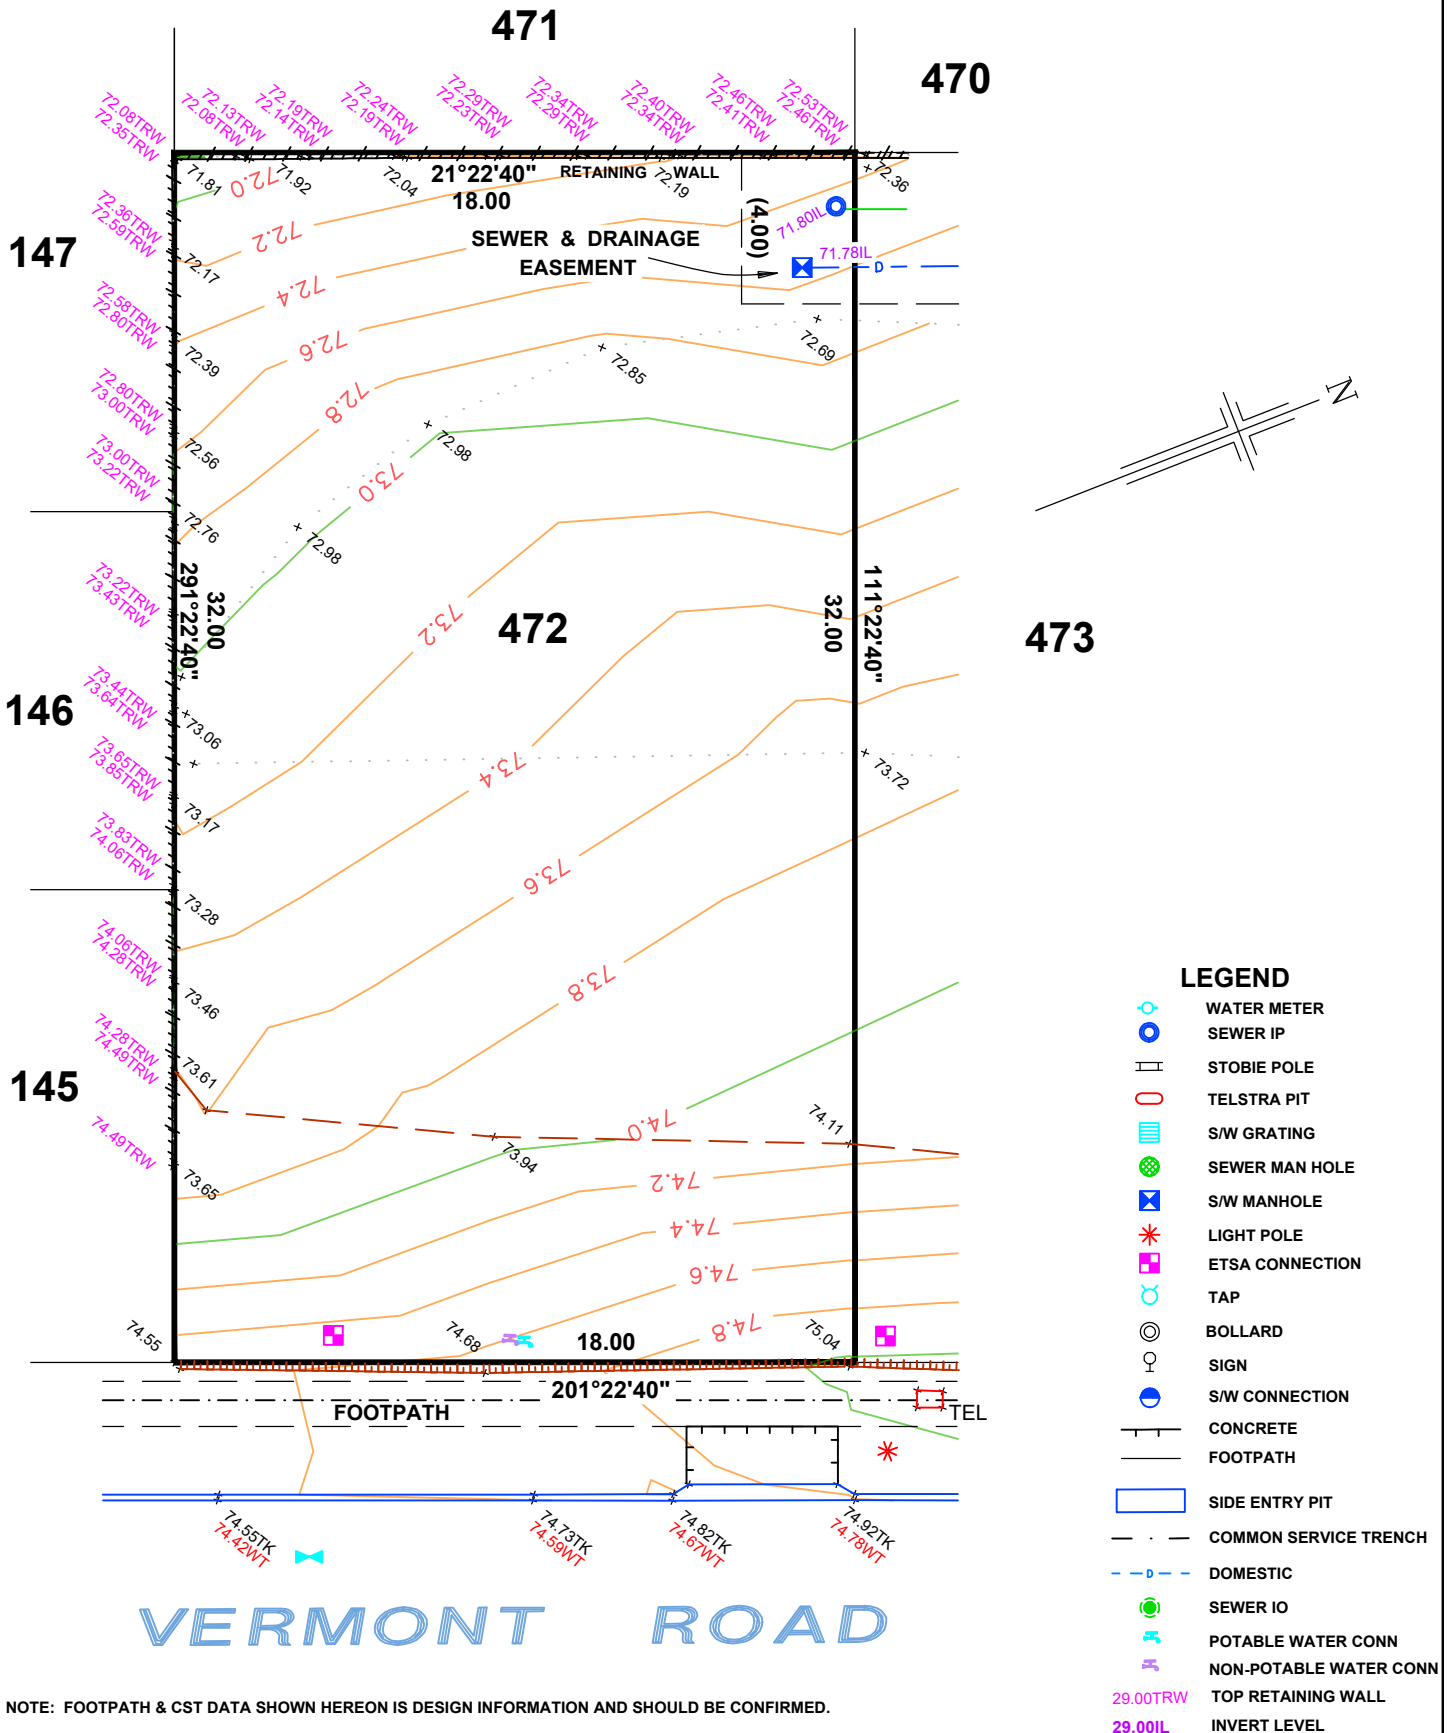 471
470
72.08TRW
72.35TRW
72.13TRW
72.08TRW
72.19TRW
72.14TRW
72.24TRW
72.19TRW
72.29TRW
72.23TRW
72.34TRW
72.29TRW
72.40TRW
72.34TRW
72.46TRW
72.41TRW
72.53TRW
72.46TRW
71.81
72.0
71.92
72.04
21°22'40"
18.00
RETAINING WALL
72.19
72.36
147
72.36TRW
72.59TRW
72.17
72.2
SEWER & DRAINAGE
EASEMENT
(4.00)
71.80IL
71.78IL
D
72.4
72.58TRW
72.80TRW
72.39
72.6
72.85
72.69
72.80TRW
73.00TRW
72.8
72.98
72.56
73.00TRW
73.22TRW
73.0
N
72.76
72.98
73.22TRW
73.43TRW
291°22'40"
32.00
73.2
472
32.00
111°22'40"
473
146
73.44TRW
73.64TRW
73.06
73.65TRW
73.85TRW
73.4
73.72
73.17
73.83TRW
74.06TRW
73.6
73.28
74.06TRW
74.28TRW
73.8
73.46
74.28TRW
74.49TRW
145
73.61
74.49TRW
73.94
74.0
74.11
73.65
74.2
74.4
74.6
74.8
74.55
74.68
18.00
75.04
201°22'40"
FOOTPATH
TEL
74.55TK
74.42WT
74.73TK
74.59WT
74.82TK
74.67WT
74.92TK
74.78WT
VERMONT ROAD
NOTE: FOOTPATH & CST DATA SHOWN HEREON IS DESIGN INFORMATION AND SHOULD BE CONFIRMED.
LEGEND
WATER METER
SEWER IP
STOBIE POLE
TELSTRA PIT
S/W GRATING
SEWER MAN HOLE
S/W MANHOLE
LIGHT POLE
ETSA CONNECTION
TAP
BOLLARD
SIGN
S/W CONNECTION
CONCRETE
FOOTPATH
SIDE ENTRY PIT
COMMON SERVICE TRENCH
D DOMESTIC
SEWER IO
POTABLE WATER CONN
NON-POTABLE WATER CONN
29.00TRW TOP RETAINING WALL
29.00IL INVERT LEVEL